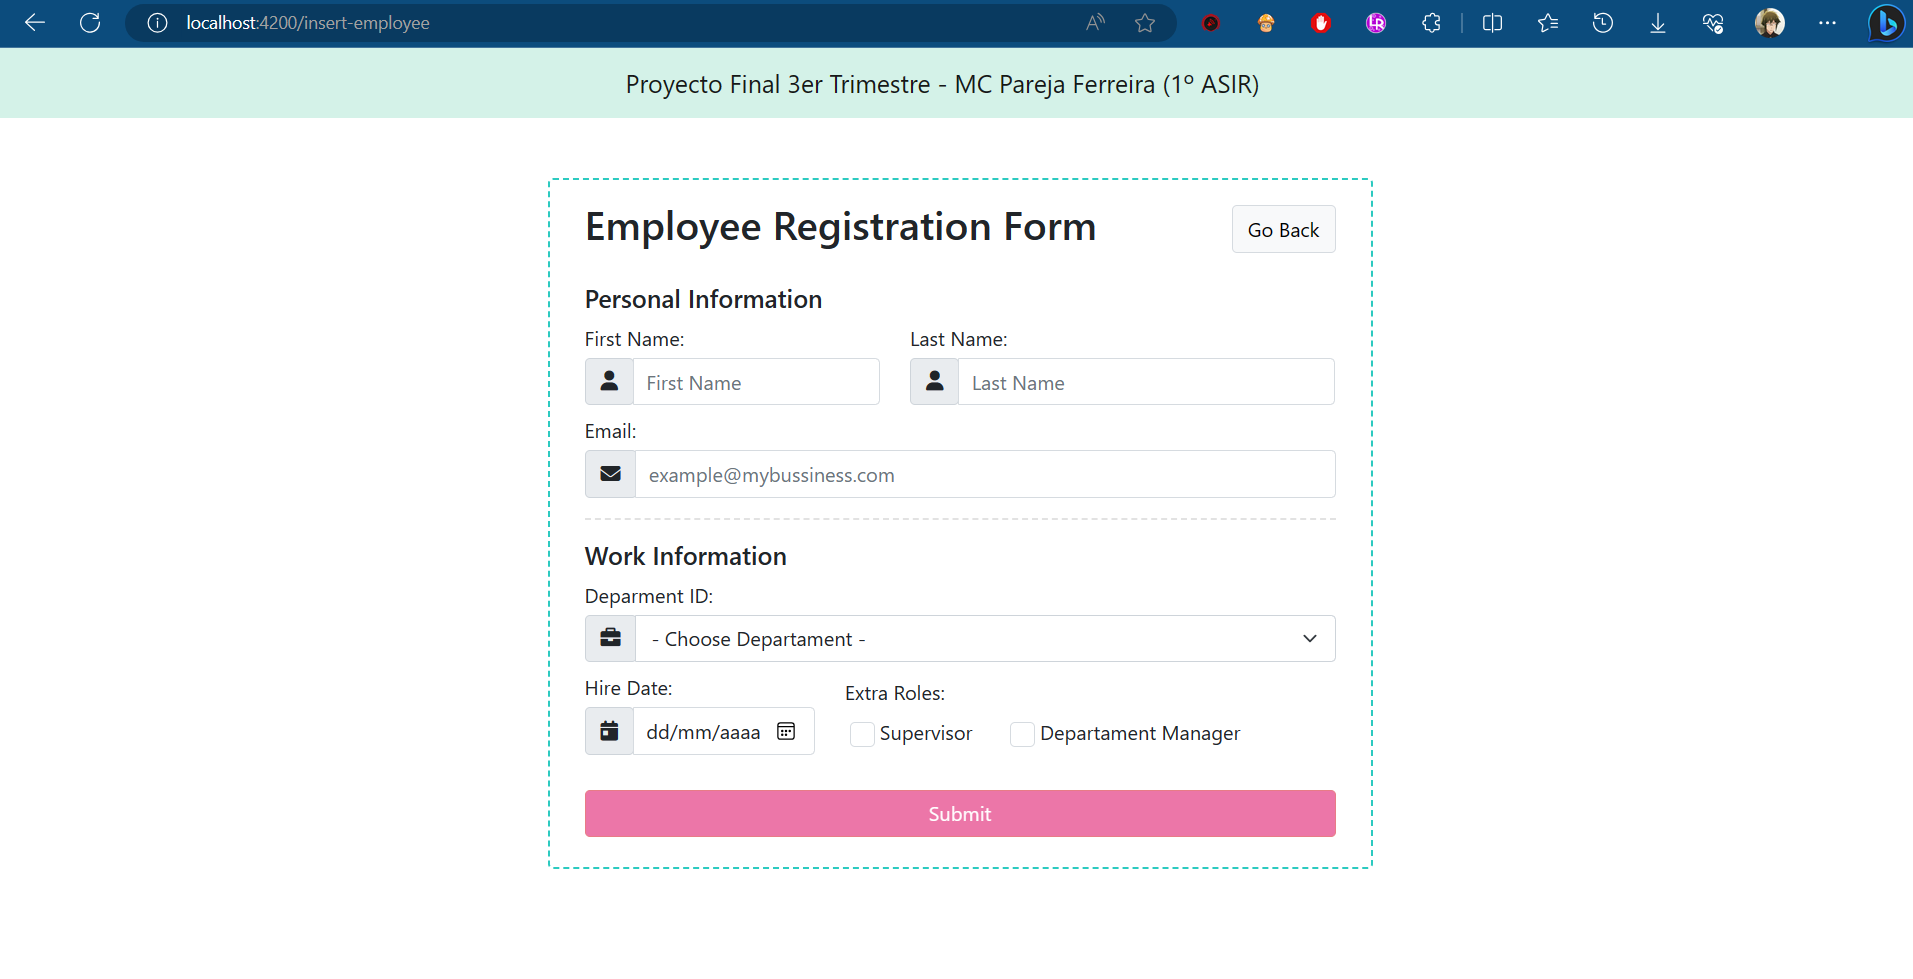 localhost:4200/insert-employee
Proyecto Final 3er Trimestre - MC Pareja Ferreira (1º ASIR)
Employee Registration Form
Go Back
Personal Information
First Name: Last Name:
First Name Last Name
Email:
example@mybussiness.com
Work Information
Deparment ID:
- Choose Departament -
Hire Date: Extra Roles:
dd/mm/aaaa Supervisor Departament Manager
Submit